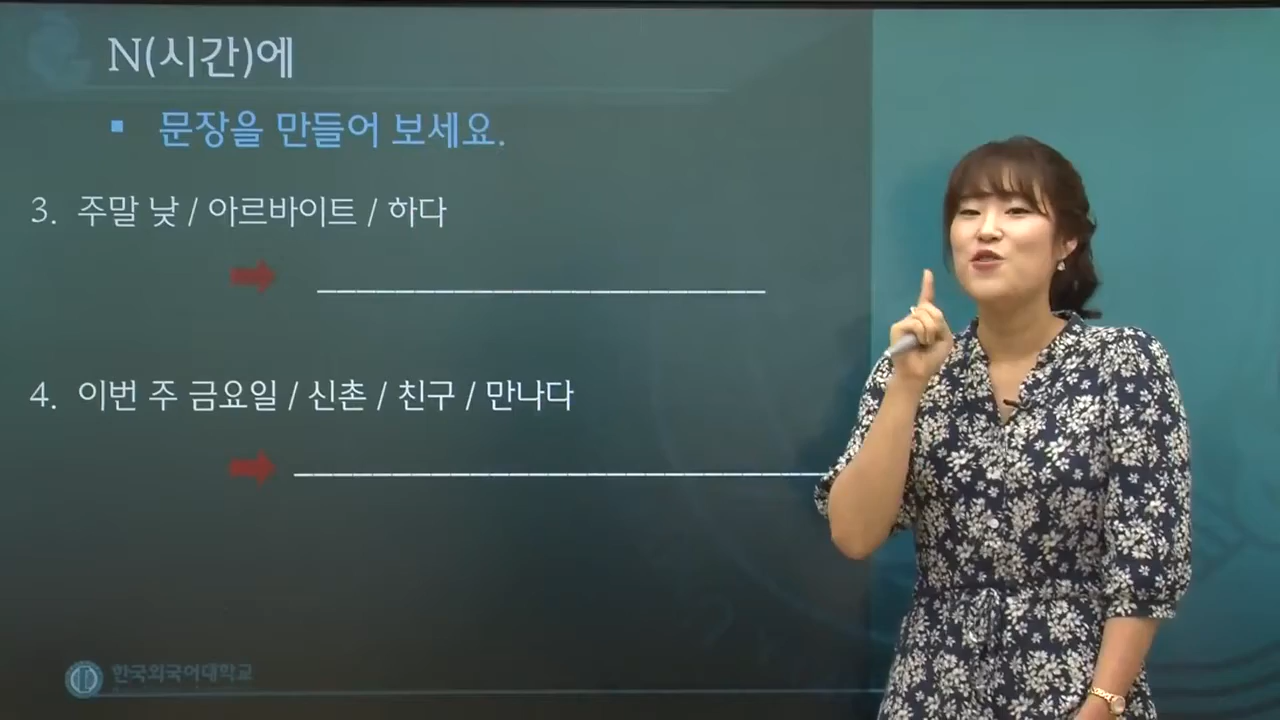 N(시간)에
▪ 문장을 만들어 보세요.
3. 주말 낮 / 아르바이트 / 하다
4. 이번 주 금요일 / 신촌 / 친구 / 만나다
한국외국어대학교